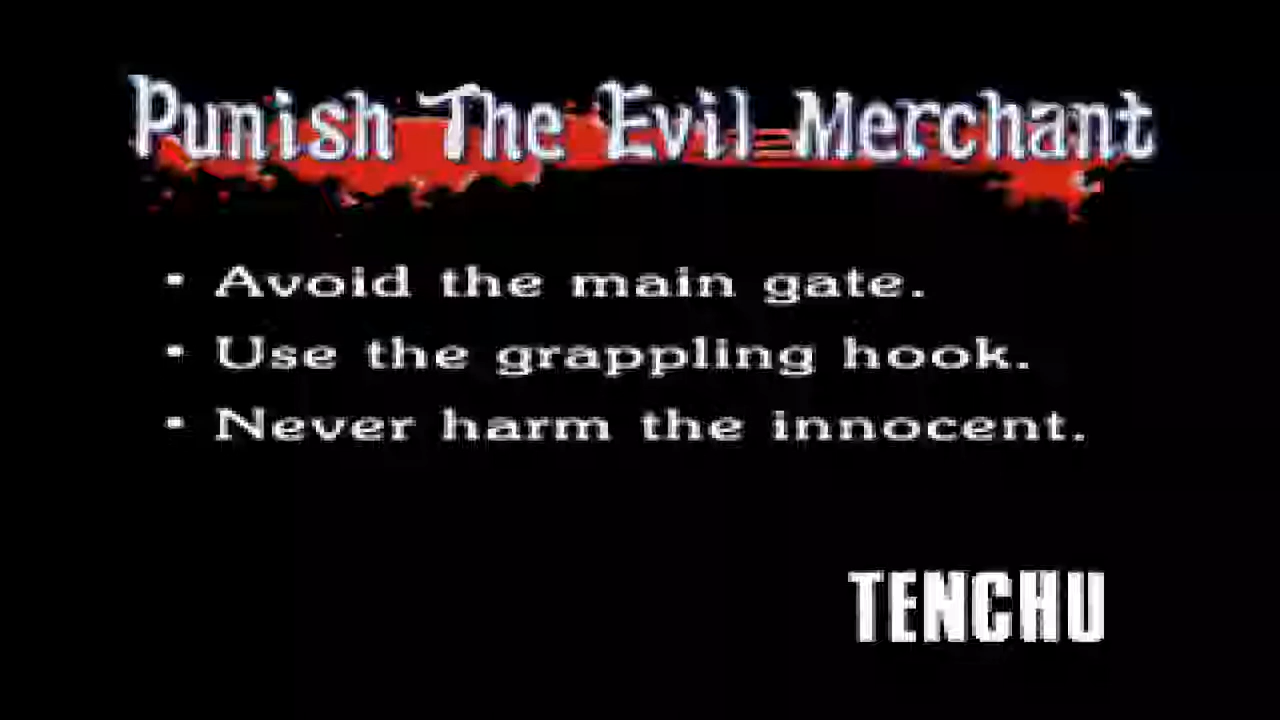 Punish The Evil Merchant
• Avoid the main gate.
• Use the grappling hook.
• Never harm the innocent.
TENCHU